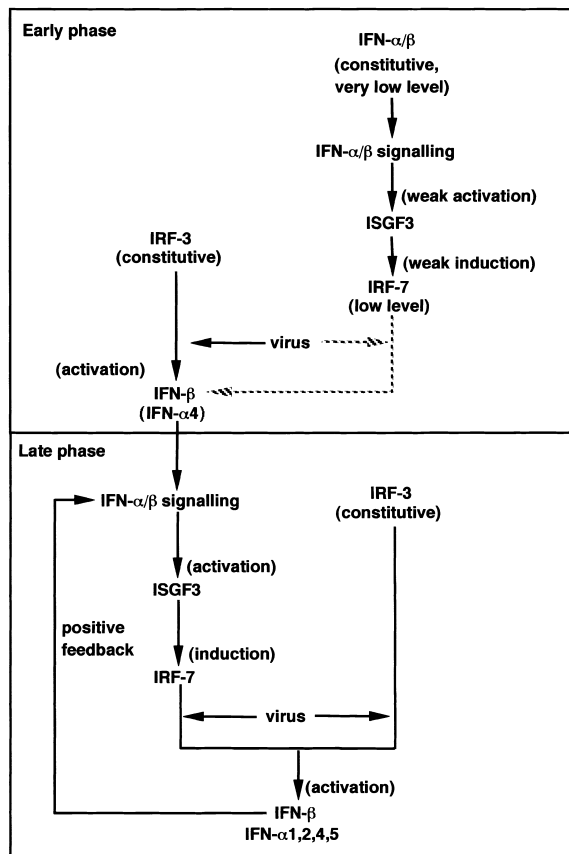 Early phase
IFN-α/β
(constitutive,
very low level)
IFN-α/β signalling
(weak activation)
ISGF3
IRF-3
(constitutive)
(weak induction)
IRF-7
(low level)
virus
(activation)
IFN-β
(IFN-α4)
Late phase
IFN-α/β signalling
IRF-3
(constitutive)
(activation)
ISGF3
positive
feedback
(induction)
IRF-7
virus
(activation)
IFN-β
IFN-α1,2,4,5